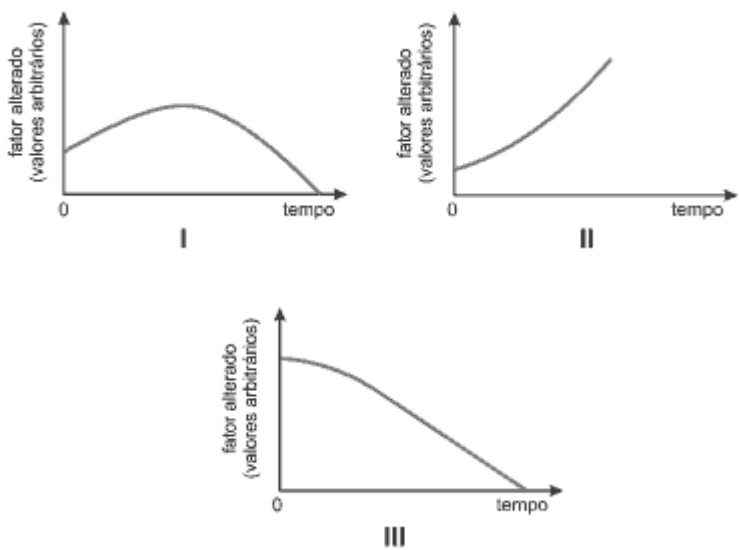 fator alterado
(valores arbitrários)
0
tempo
I
fator alterado
(valores arbitrários)
0
tempo
II
fator alterado
(valores arbitrários)
0
tempo
III